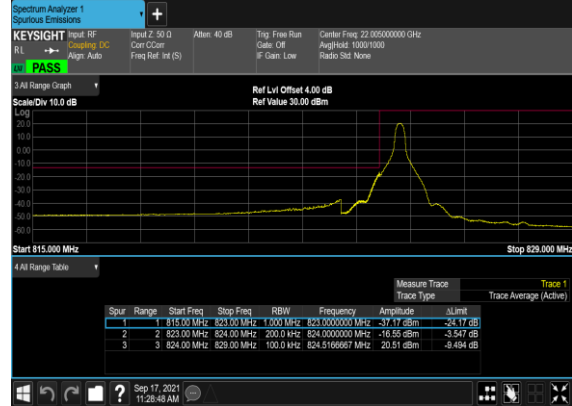 Spectrum Analyzer 1
Spurious Emissions
KEYSIGHT Input: RF Input Z: 50 Ω Atten: 40 dB Trig: Free Run Center Freq: 22.005000000 GHz
RL Coupling: DC Corr CCorr Gate: Off Avg|Hold: 1000/1000
Align: Auto Freq Ref: Int (S) IF Gain: Low Radio Std: None
LW PASS
3 All Range Graph
Ref Lvl Offset 4.00 dB
Scale/Div 10.0 dB Ref Value 30.00 dBm
Log
20.0
10.0
0.00
-10.0
-20.0
-30.0
-40.0
-50.0
-60.0
Start 815.000 MHz Stop 829.000 MHz
4 All Range Table
Measure Trace Trace 1
Trace Type Trace Average (Active)
Spur Range Start Freq Stop Freq RBW Frequency Amplitude ΔLimit
1 1 815.00 MHz 823.00 MHz 1.000 MHz 823.0000000 MHz -37.17 dBm -24.17 dB
2 2 823.00 MHz 824.00 MHz 200.0 kHz 824.0000000 MHz -16.55 dBm -3.547 dB
3 3 824.00 MHz 829.00 MHz 100.0 kHz 824.5166667 MHz 20.51 dBm -9.494 dB
? Sep 17, 2021
11:28:48 AM